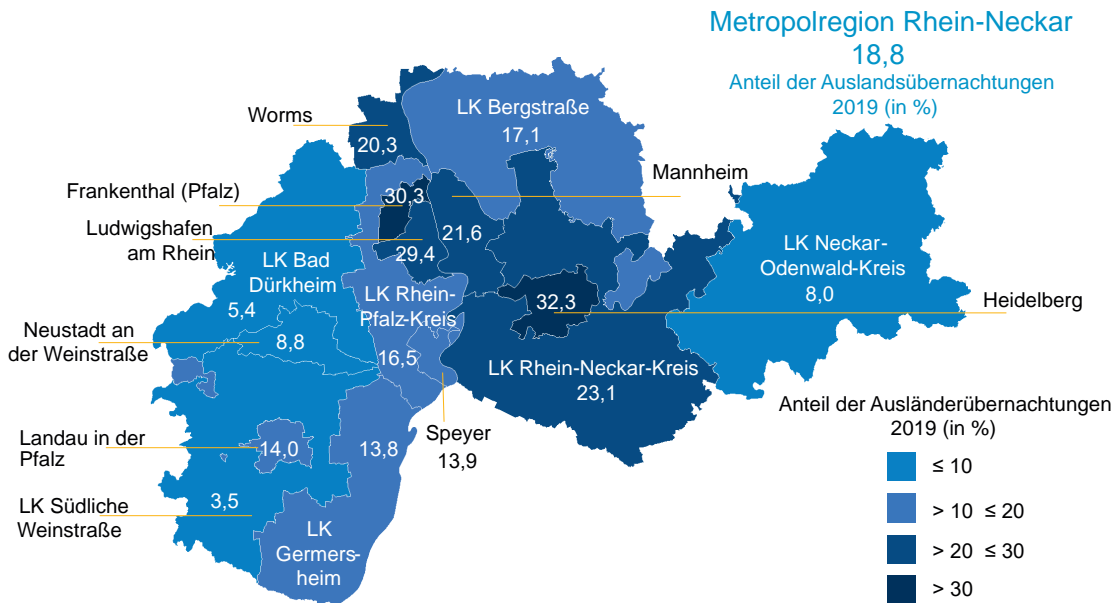 Metropolregion Rhein-Neckar
18,8
Anteil der Auslandsübernachtungen
2019 (in %)
LK Bergstraße
17,1
Worms
20,3
Mannheim
Frankenthal (Pfalz)
30,3
Ludwigshafen
am Rhein
21,6
29,4
LK Neckar-
Odenwald-Kreis
8,0
LK Bad
Dürkheim
5,4
LK Rhein-
Pfalz-Kreis
16,5
32,3
Heidelberg
Neustadt an
der Weinstraße
8,8
LK Rhein-Neckar-Kreis
23,1
Speyer
13,9
Landau in der
Pfalz
14,0
13,8
LK Südliche
Weinstraße
3,5
LK
Germers-
heim
Anteil der Ausländerübernachtungen
2019 (in %)
≤ 10
> 10 ≤ 20
> 20 ≤ 30
> 30